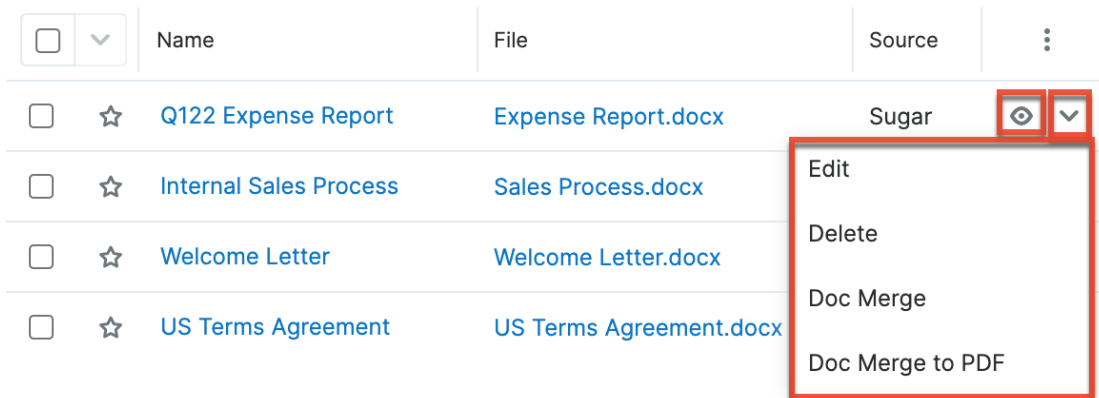 Name File Source
Q122 Expense Report Expense Report.docx Sugar
Edit
Internal Sales Process Sales Process.docx
Delete
Welcome Letter Welcome Letter.docx
Doc Merge
US Terms Agreement US Terms Agreement.docx
Doc Merge to PDF